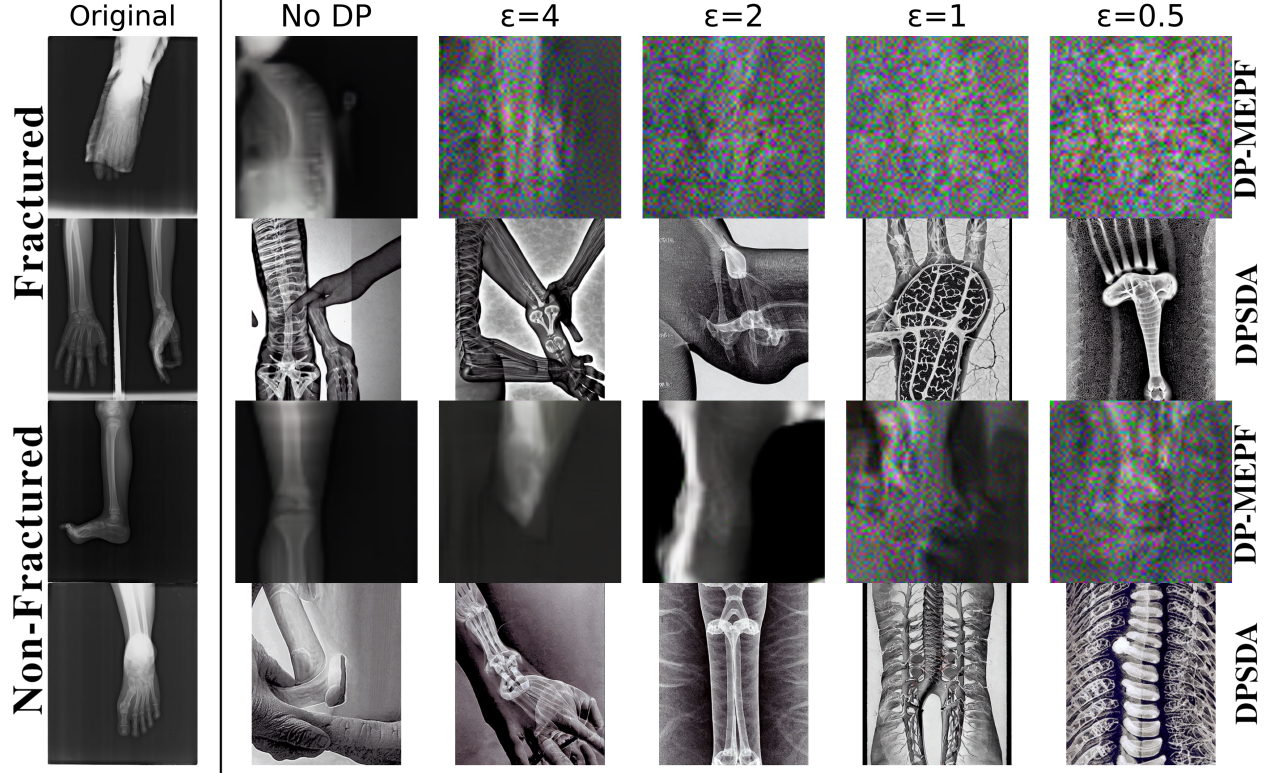 Original
No DP
ε=4
ε=2
ε=1
ε=0.5
Fractured
DP-MEPF
DPSDA
Non-Fractured
DP-MEPF
DPSDA